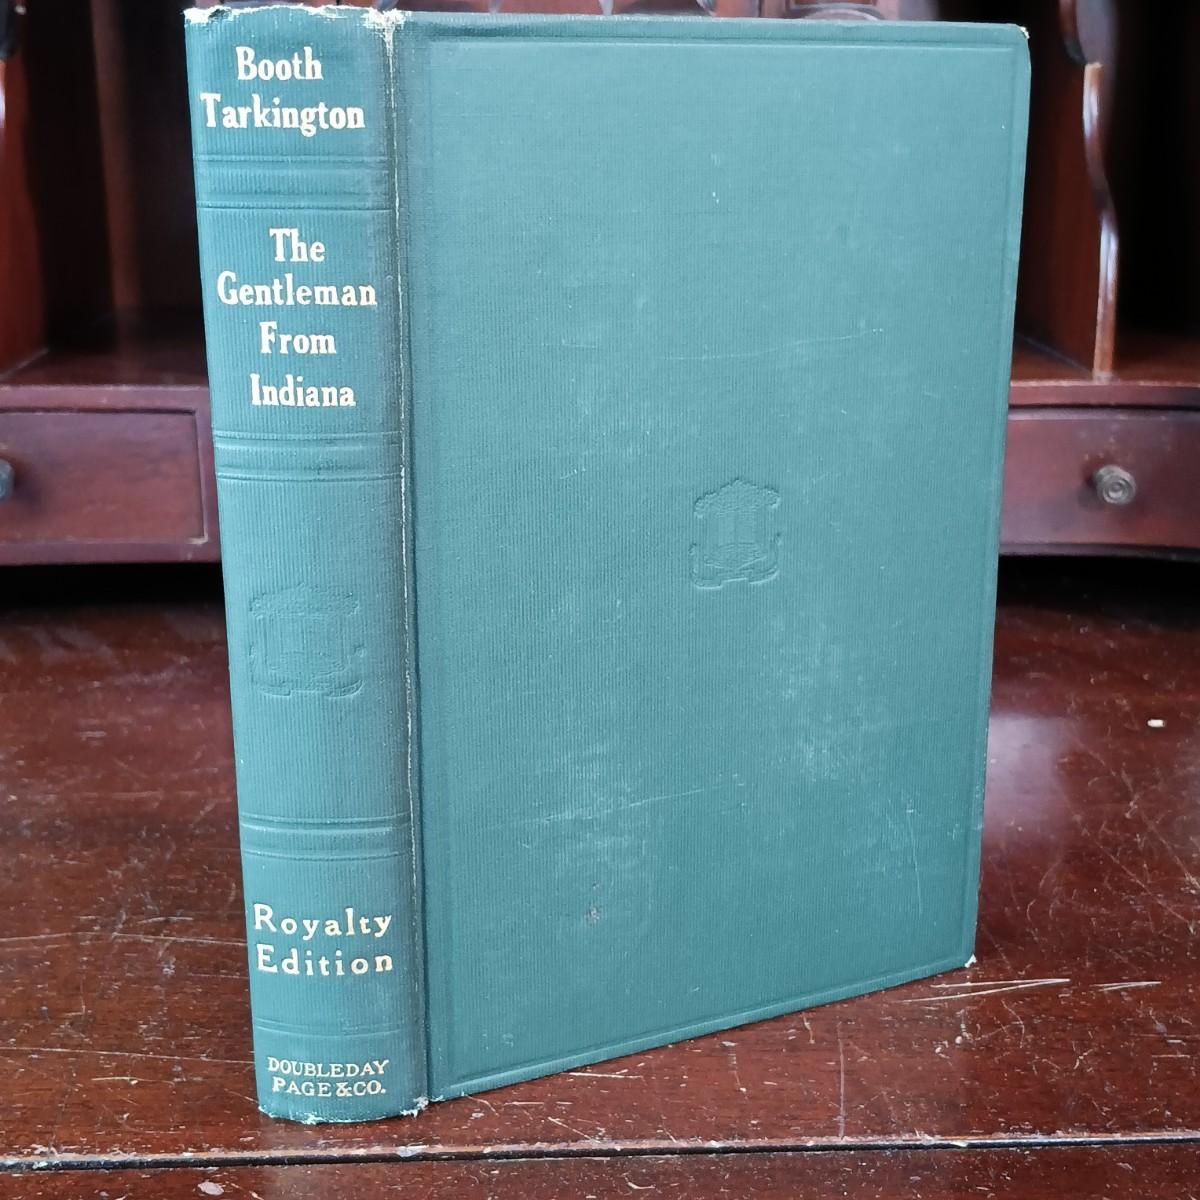 Booth
Tarkington
The
Gentleman
From
Indiana
Royalty
Edition
DOUBLEDAY
PAGE & CO.